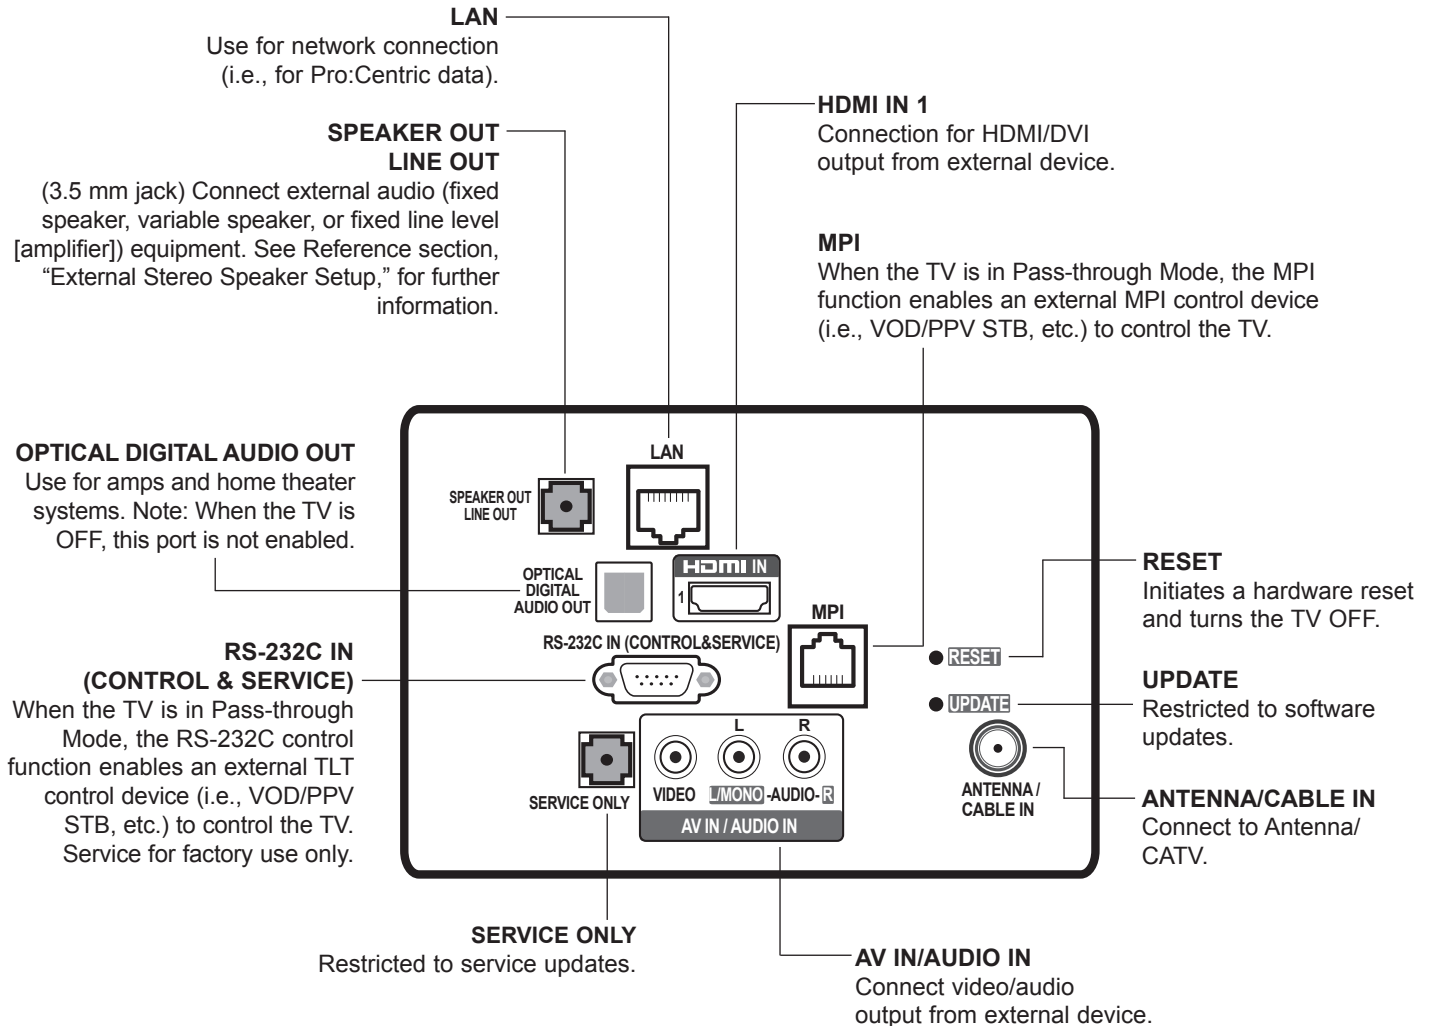 LAN
Use for network connection
(i.e., for Pro:Centric data).
SPEAKER OUT
LINE OUT
(3.5 mm jack) Connect external audio (fixed
speaker, variable speaker, or fixed line level
[amplifier]) equipment. See Reference section,
“External Stereo Speaker Setup,” for further
information.
HDMI IN 1
Connection for HDMI/DVI
output from external device.
MPI
When the TV is in Pass-through Mode, the MPI
function enables an external MPI control device
(i.e., VOD/PPV STB, etc.) to control the TV.
OPTICAL DIGITAL AUDIO OUT
Use for amps and home theater
systems. Note: When the TV is
OFF, this port is not enabled.
RS-232C IN
(CONTROL & SERVICE)
When the TV is in Pass-through
Mode, the RS-232C control
function enables an external TLT
control device (i.e., VOD/PPV
STB, etc.) to control the TV.
Service for factory use only.
LAN
SPEAKER OUT
LINE OUT
HDMI IN
1
OPTICAL
DIGITAL
AUDIO OUT
MPI
RS-232C IN (CONTROL&SERVICE)
RESET
UPDATE
L R
VIDEO L/MONO -AUDIO- R
SERVICE ONLY
AV IN / AUDIO IN
ANTENNA /
CABLE IN
RESET
Initiates a hardware reset
and turns the TV OFF.
UPDATE
Restricted to software
updates.
ANTENNA/CABLE IN
Connect to Antenna/
CATV.
SERVICE ONLY
Restricted to service updates.
AV IN/AUDIO IN
Connect video/audio
output from external device.